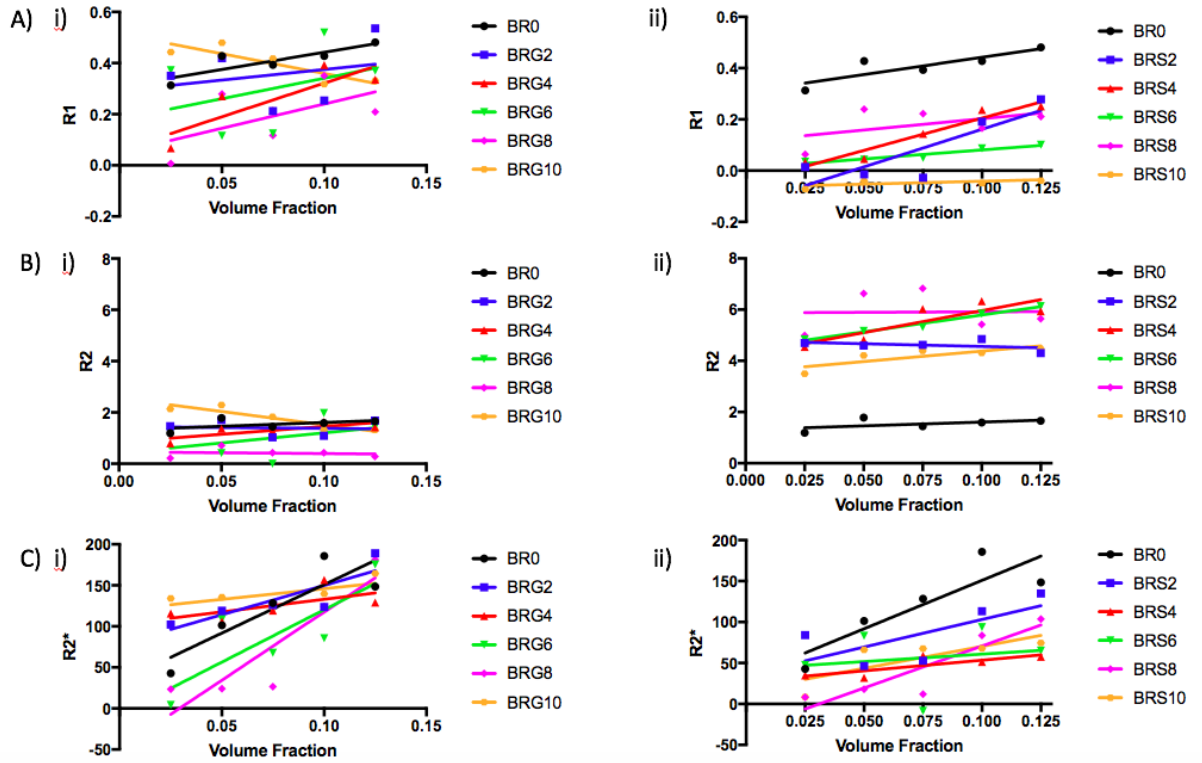 A) i)
0.6
0.4
0.2
0.0
-0.2
R1
0.05 0.10 0.15
Volume Fraction
BR0
BRG2
BRG4
BRG6
BRG8
BRG10
ii)
0.6
0.4
0.2
0.0
-0.2
R1
0.025 0.050 0.075 0.100 0.125
Volume Fraction
BR0
BRS2
BRS4
BRS6
BRS8
BRS10
B) i)
8
6
4
2
0
R2
0.00 0.05 0.10 0.15
Volume Fraction
BR0
BRG2
BRG4
BRG6
BRG8
BRG10
ii)
8
6
4
2
0
R2
0.000 0.025 0.050 0.075 0.100 0.125
Volume Fraction
BR0
BRS2
BRS4
BRS6
BRS8
BRS10
C) i)
200
150
100
50
0
-50
R2*
0.05 0.10 0.15
Volume Fraction
BR0
BRG2
BRG4
BRG6
BRG8
BRG10
ii)
200
150
100
50
0
-50
R2*
0.025 0.050 0.075 0.100 0.125
Volume Fraction
BR0
BRS2
BRS4
BRS6
BRS8
BRS10